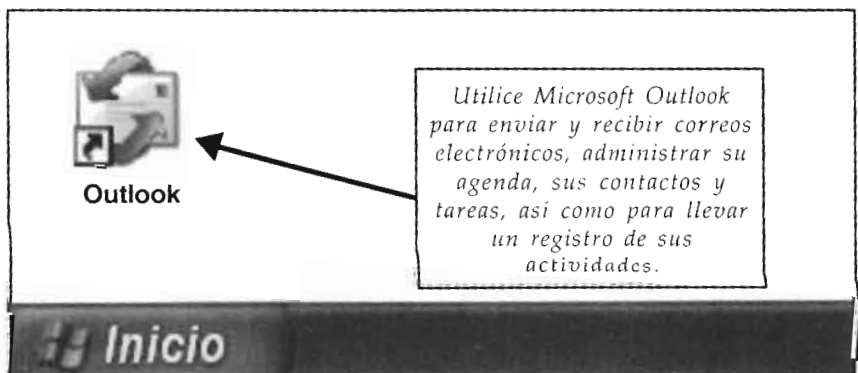 Outlook
Utilice Microsoft Outlook
para enviar y recibir correos
electrónicos, administrar su
agenda, sus contactos y
tareas, así como para llevar
un registro de sus
actividades.
Inicio